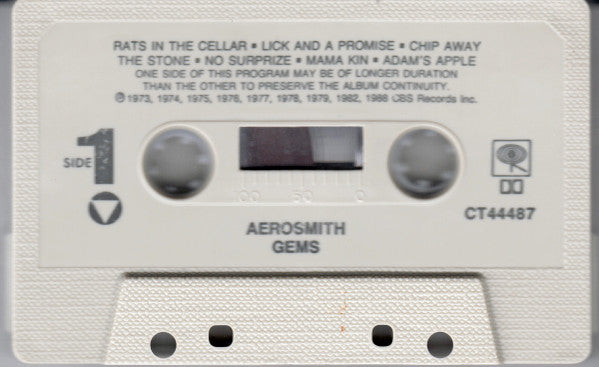 RATS IN THE CELLAR • LICK AND A PROMISE • CHIP AWAY
THE STONE • NO SURPRIZE • MAMA KIN • ADAM'S APPLE
ONE SIDE OF THIS PROGRAM MAY BE OF LONGER DURATION
THAN THE OTHER TO PRESERVE THE ALBUM CONTINUITY.
℗ 1973, 1974, 1975, 1976, 1977, 1978, 1979, 1982, 1988 CBS Records Inc.
SIDE 1
100 50 0
CT44487
AEROSMITH
GEMS